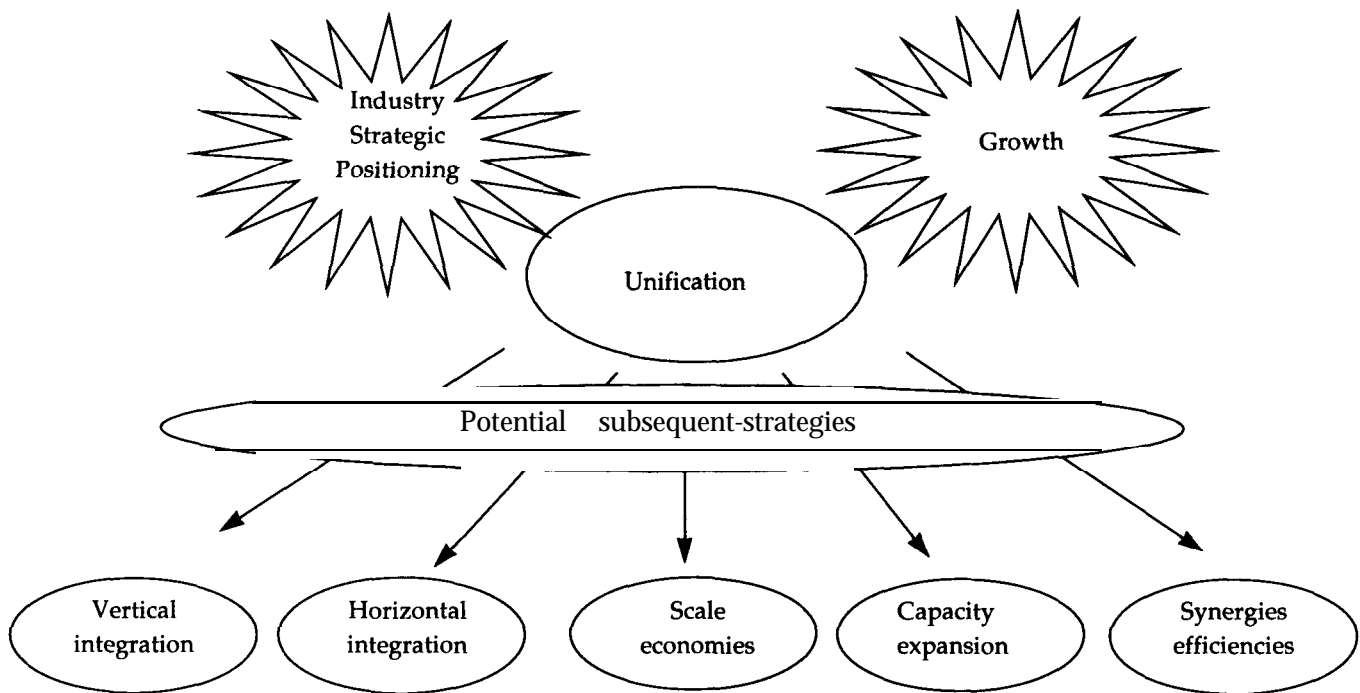 Industry
Strategic
Positioning
Growth
Unification
Potential subsequent-strategies
Vertical
integration
Horizontal
integration
Scale
economies
Capacity
expansion
Synergies
efficiencies